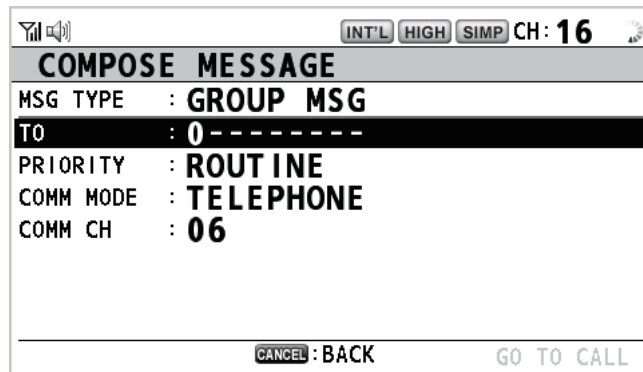 INT'L HIGH SIMP CH: 16
COMPOSE MESSAGE
MSG TYPE : GROUP MSG
TO : 0--------
PRIORITY : ROUTINE
COMM MODE : TELEPHONE
COMM CH : 06
CANCEL : BACK GO TO CALL